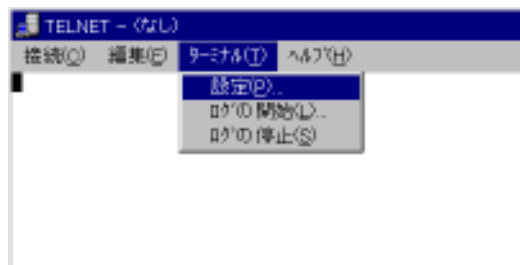 TELNET - (なし)
接続(O) 編集(E) ターミナル(T) ヘルプ(H)
設定(P)...
ログの開始(L)...
ログの停止(S)